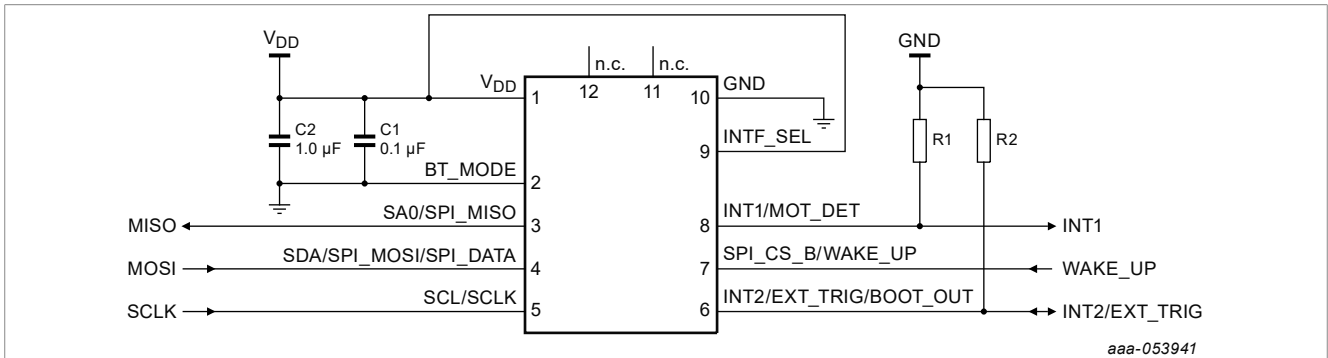 VDD
GND
n.c.
n.c.
VDD
1
12
11
10
GND
C2
1.0 µF
C1
0.1 µF
R1
R2
INTF_SEL
9
BT_MODE
2
MISO
SA0/SPI_MISO
3
8
INT1/MOT_DET
INT1
MOSI
SDA/SPI_MOSI/SPI_DATA
4
7
SPI_CS_B/WAKE_UP
WAKE_UP
SCLK
SCL/SCLK
5
6
INT2/EXT_TRIG/BOOT_OUT
INT2/EXT_TRIG
aaa-053941